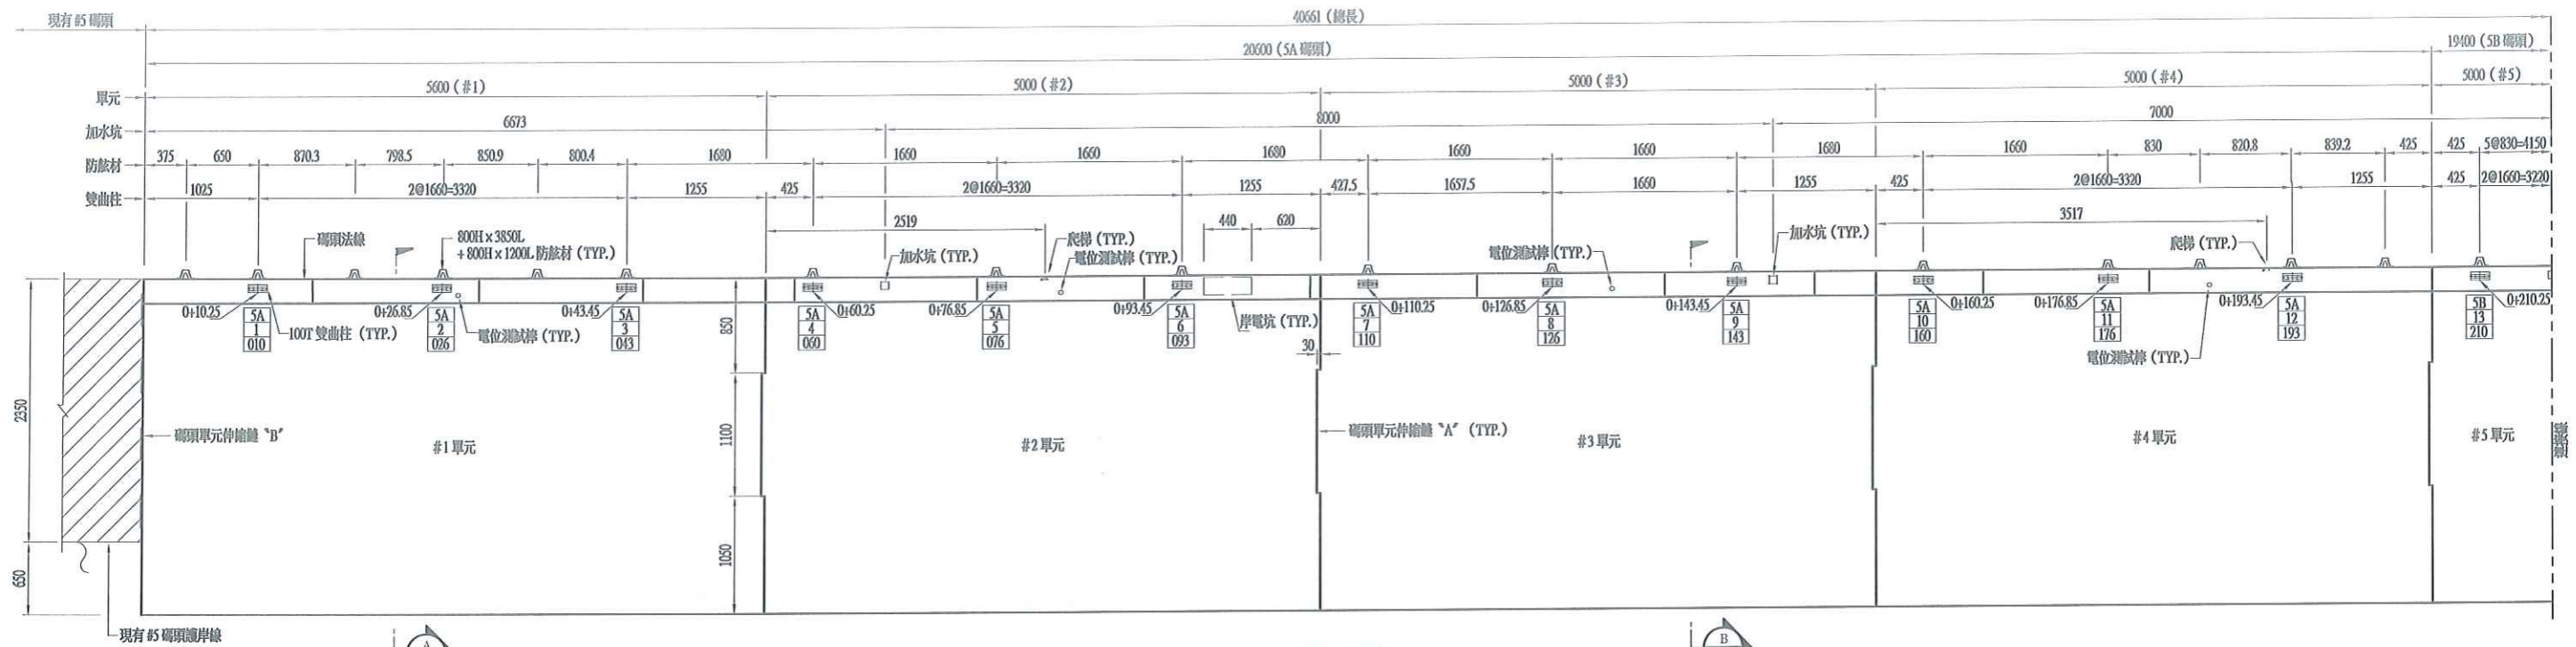 現有 #5 碼頭
40661 (總長)
20600 (5A 碼頭)
19400 (5B 碼頭)
單元
5600 (#1)
5000 (#2)
5000 (#3)
5000 (#4)
5000 (#5)
加水坑
6673
8000
7000
防舷材
375 650 870.3 798.5 850.9 800.4 1680 1660 1660 1680 1660 1660 1680 1660 830 820.8 839.2 425 425 5@830=4150
雙曲柱
1025 2@1660=3320 1255 425 2@1660=3320 1255 427.5 1657.5 1660 1255 425 2@1660=3320 1255 425 2@1660=3220
2519
440
620
3517
碼頭法線
800H x 3850L
+ 800H x 1200L 防舷材 (TYP.)
加水坑 (TYP.)
爬梯 (TYP.)
電位測試樁 (TYP.)
電位測試樁 (TYP.)
加水坑 (TYP.)
爬梯 (TYP.)
0+10.25
0+26.85
0+43.45
0+60.25
0+76.85
0+93.45
0+110.25
0+126.85
0+143.45
0+160.25
0+176.85
0+193.45
0+210.25
5A
1
010
5A
2
026
5A
3
043
5A
4
060
5A
5
076
5A
6
093
5A
7
110
5A
8
126
5A
9
143
5A
10
160
5A
11
176
5A
12
193
5B
13
210
100T 雙曲柱 (TYP.)
電位測試樁 (TYP.)
岸電坑 (TYP.)
電位測試樁 (TYP.)
850
30
2350
1100
1050
650
碼頭單元伸縮縫 〝B〞
#1 單元
#2 單元
碼頭單元伸縮縫 〝A〞 (TYP.)
#3 單元
#4 單元
#5 單元
現有 #5 碼頭護岸線
A
B